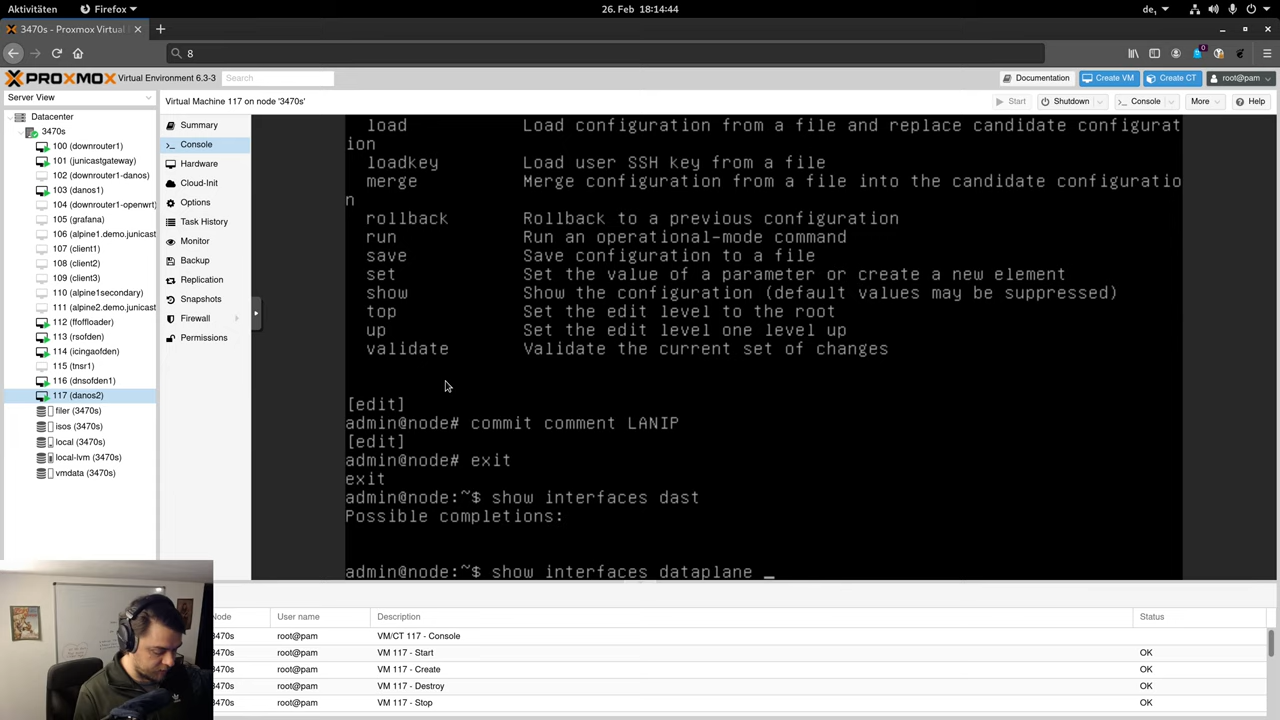 Aktivitäten
Firefox
26. Feb 18:14:44
de₁
3470s - Proxmox Virtual
8
PROXMOX Virtual Environment 6.3-3
Search
Documentation
Create VM
Create CT
root@pam
Server View
Virtual Machine 117 on node '3470s'
Start
Shutdown
Console
More
Help
Datacenter
3470s
100 (downrouter1)
101 (junicastgateway)
102 (downrouter1-danos)
103 (danos1)
104 (downrouter1-openwrt)
105 (grafana)
106 (alpine1.demo.junicast
107 (client1)
108 (client2)
109 (client3)
110 (alpine1secondary)
111 (alpine2.demo.junicast
112 (ffoffloader)
113 (rsofden)
114 (icingaofden)
115 (tnsr1)
116 (dnsofden1)
117 (danos2)
filer (3470s)
isos (3470s)
local (3470s)
local-lvm (3470s)
vmdata (3470s)
Summary
Console
Hardware
Cloud-Init
Options
Task History
Monitor
Backup
Replication
Snapshots
Firewall
Permissions
load Load configuration from a file and replace candidate configurat
ion
loadkey Load user SSH key from a file
merge Merge configuration from a file into the candidate configuratio
n
rollback Rollback to a previous configuration
run Run an operational-mode command
save Save configuration to a file
set Set the value of a parameter or create a new element
show Show the configuration (default values may be suppressed)
top Set the edit level to the root
up Set the edit level one level up
validate Validate the current set of changes
[edit]
admin@node# commit comment LANIP
[edit]
admin@node# exit
exit
admin@node:~$ show interfaces dast
Possible completions:
admin@node:~$ show interfaces dataplane _
Node User name Description Status
3470s root@pam VM/CT 117 - Console
3470s root@pam VM 117 - Start OK
3470s root@pam VM 117 - Create OK
3470s root@pam VM 117 - Destroy OK
3470s root@pam VM 117 - Stop OK